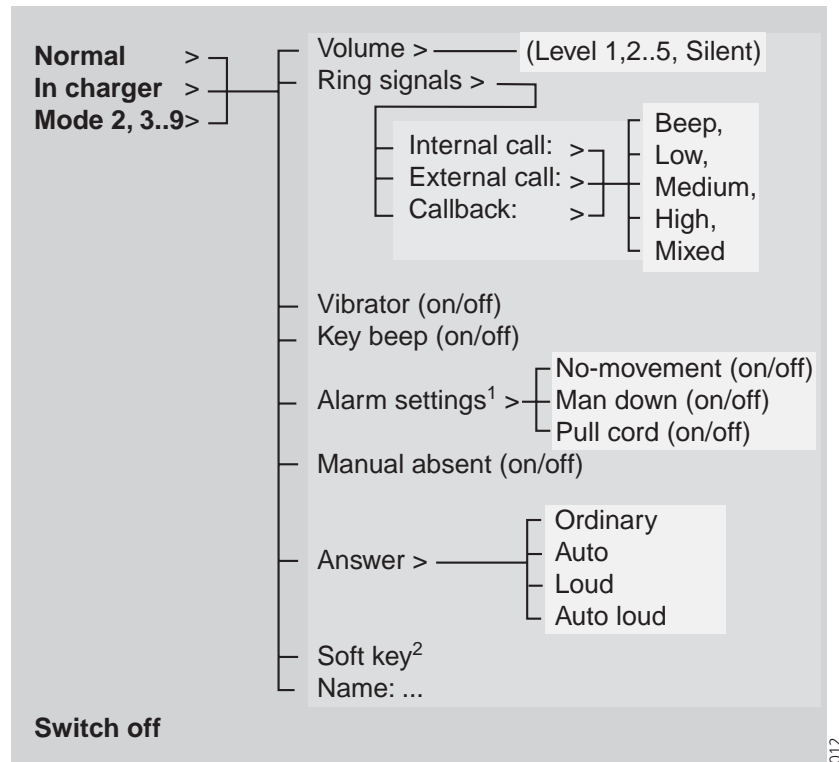 Normal >
In charger >
Mode 2, 3..9>
Volume > (Level 1,2..5, Silent)
Ring signals >
Internal call: >
External call: >
Callback: >
Beep,
Low,
Medium,
High,
Mixed
Vibrator (on/off)
Key beep (on/off)
Alarm settings¹ >
No-movement (on/off)
Man down (on/off)
Pull cord (on/off)
Manual absent (on/off)
Answer >
Ordinary
Auto
Loud
Auto loud
Soft key²
Name: ...
Switch off
012